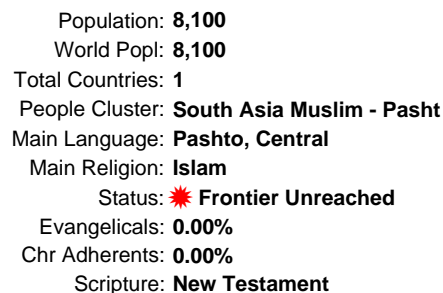 Population: 8,100
World Popl: 8,100
Total Countries: 1
People Cluster: South Asia Muslim - Pasht
Main Language: Pashto, Central
Main Religion: Islam
Status: Frontier Unreached
Evangelicals: 0.00%
Chr Adherents: 0.00%
Scripture: New Testament